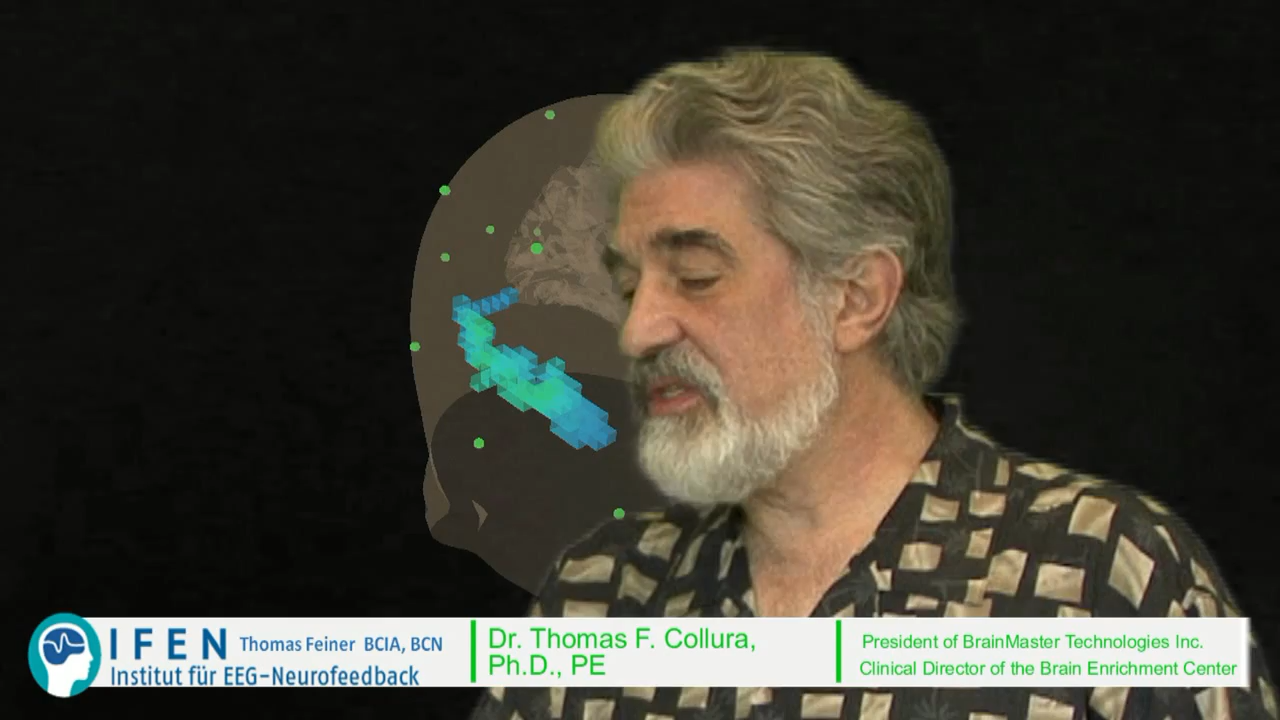 IFEN Thomas Feiner BCIA, BCN
Institut für EEG-Neurofeedback
Dr. Thomas F. Collura,
Ph.D., PE
President of BrainMaster Technologies Inc.
Clinical Director of the Brain Enrichment Center